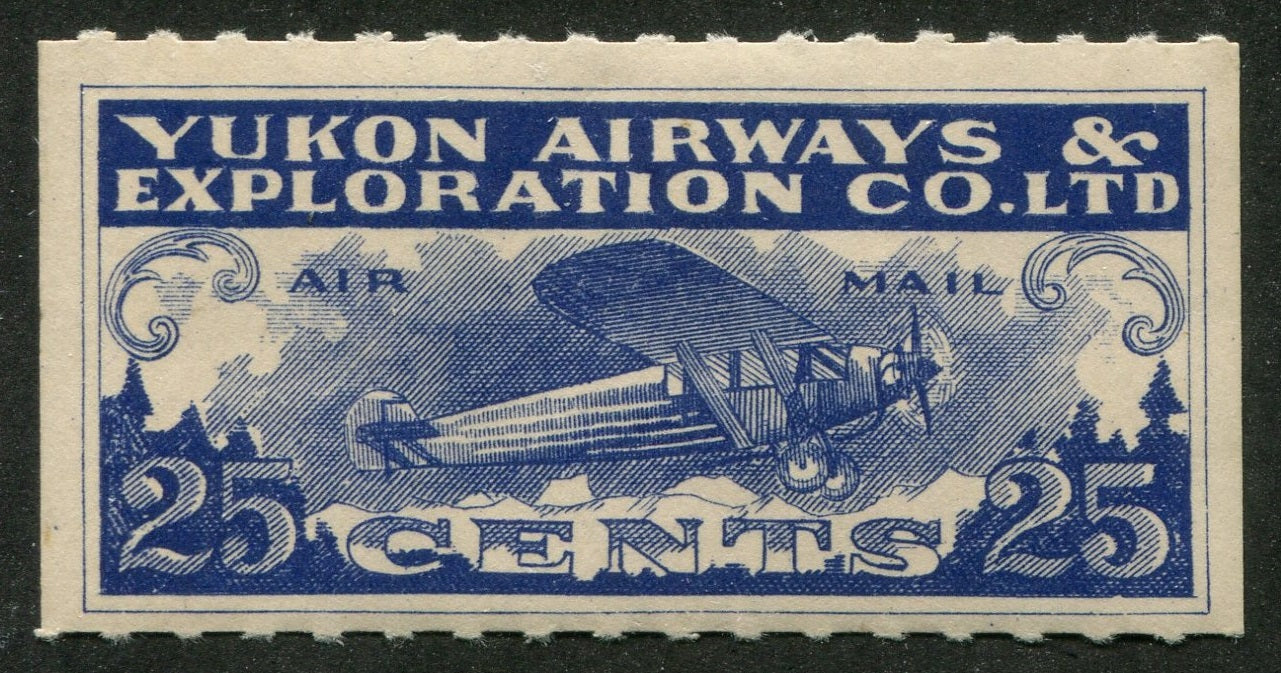 YUKON AIRWAYS &
EXPLORATION CO.LTD
AIR MAIL
25 CENTS 25